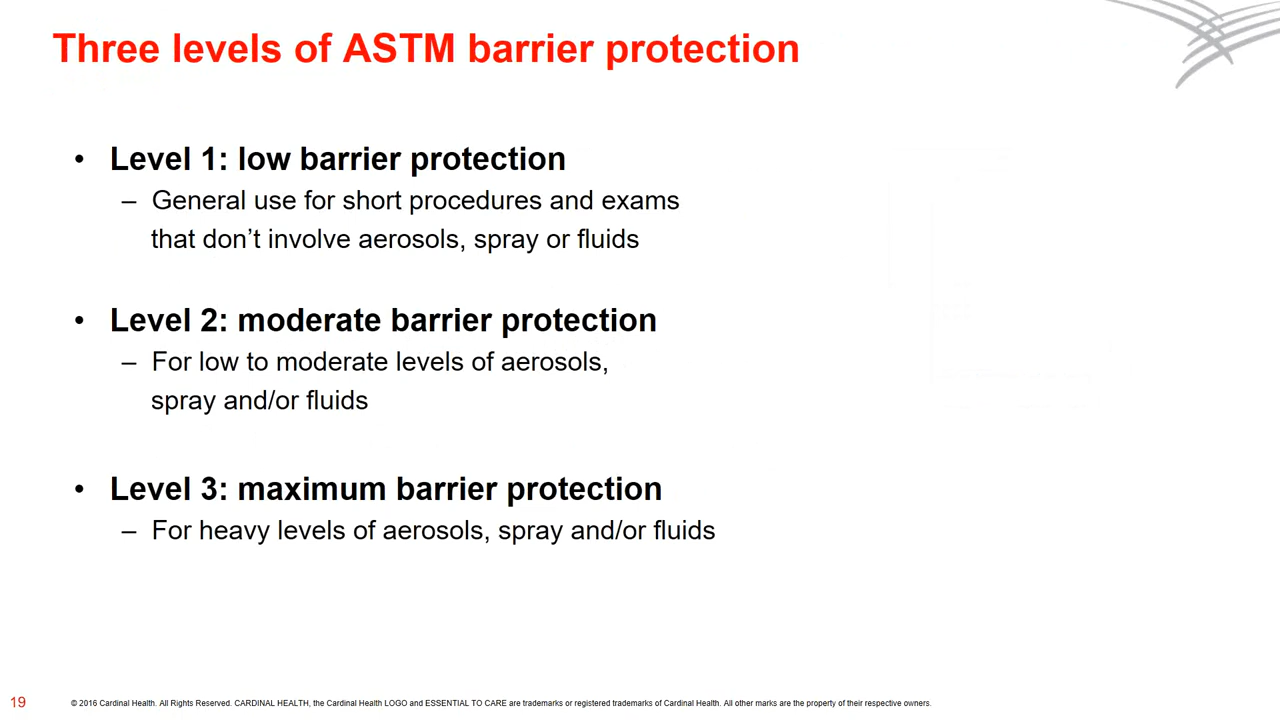 Three levels of ASTM barrier protection
• Level 1: low barrier protection
– General use for short procedures and exams
that don’t involve aerosols, spray or fluids
• Level 2: moderate barrier protection
– For low to moderate levels of aerosols,
spray and/or fluids
• Level 3: maximum barrier protection
– For heavy levels of aerosols, spray and/or fluids
19 © 2016 Cardinal Health. All Rights Reserved. CARDINAL HEALTH, the Cardinal Health LOGO and ESSENTIAL TO CARE are trademarks or registered trademarks of Cardinal Health. All other marks are the property of their respective owners.